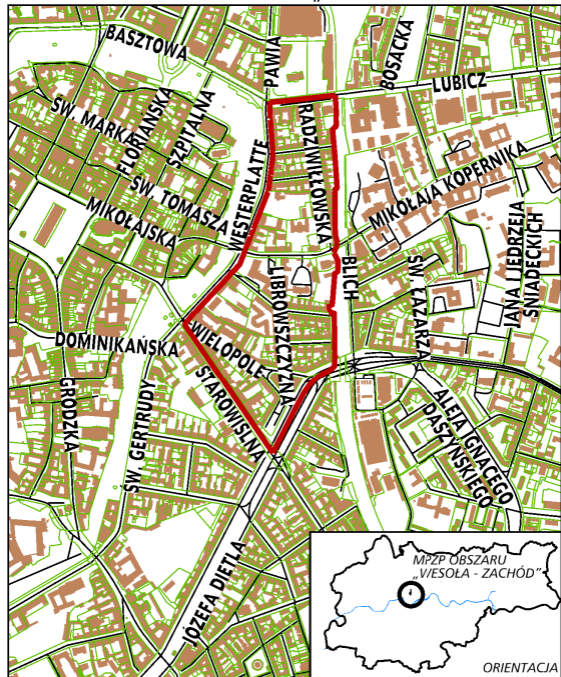 BASZTOWA
PAWIA
BOSACKA
LUBICZ
ŚW. MARKA
FLORIAŃSKA
SZPITALNA
RADZIWIŁŁOWSKA
ŚW. TOMASZA
WESTERPLATTE
MIKOŁAJA KOPERNIKA
MIKOŁAJSKA
JANA I JĘDRZEJA
ŚNIADECKICH
BLICH
LIBROWSZCZYZNA
ŚW. ŁAZARZA
DOMINIKAŃSKA
WIELOPOLE
GRODZKA
ŚW. GERTRUDY
STAROWIŚLNA
ALEJA IGNACEGO
DASZYŃSKIEGO
JÓZEFA DIETLA
MPZP OBSZARU
„WESOŁA - ZACHÓD”
ORIENTACJA